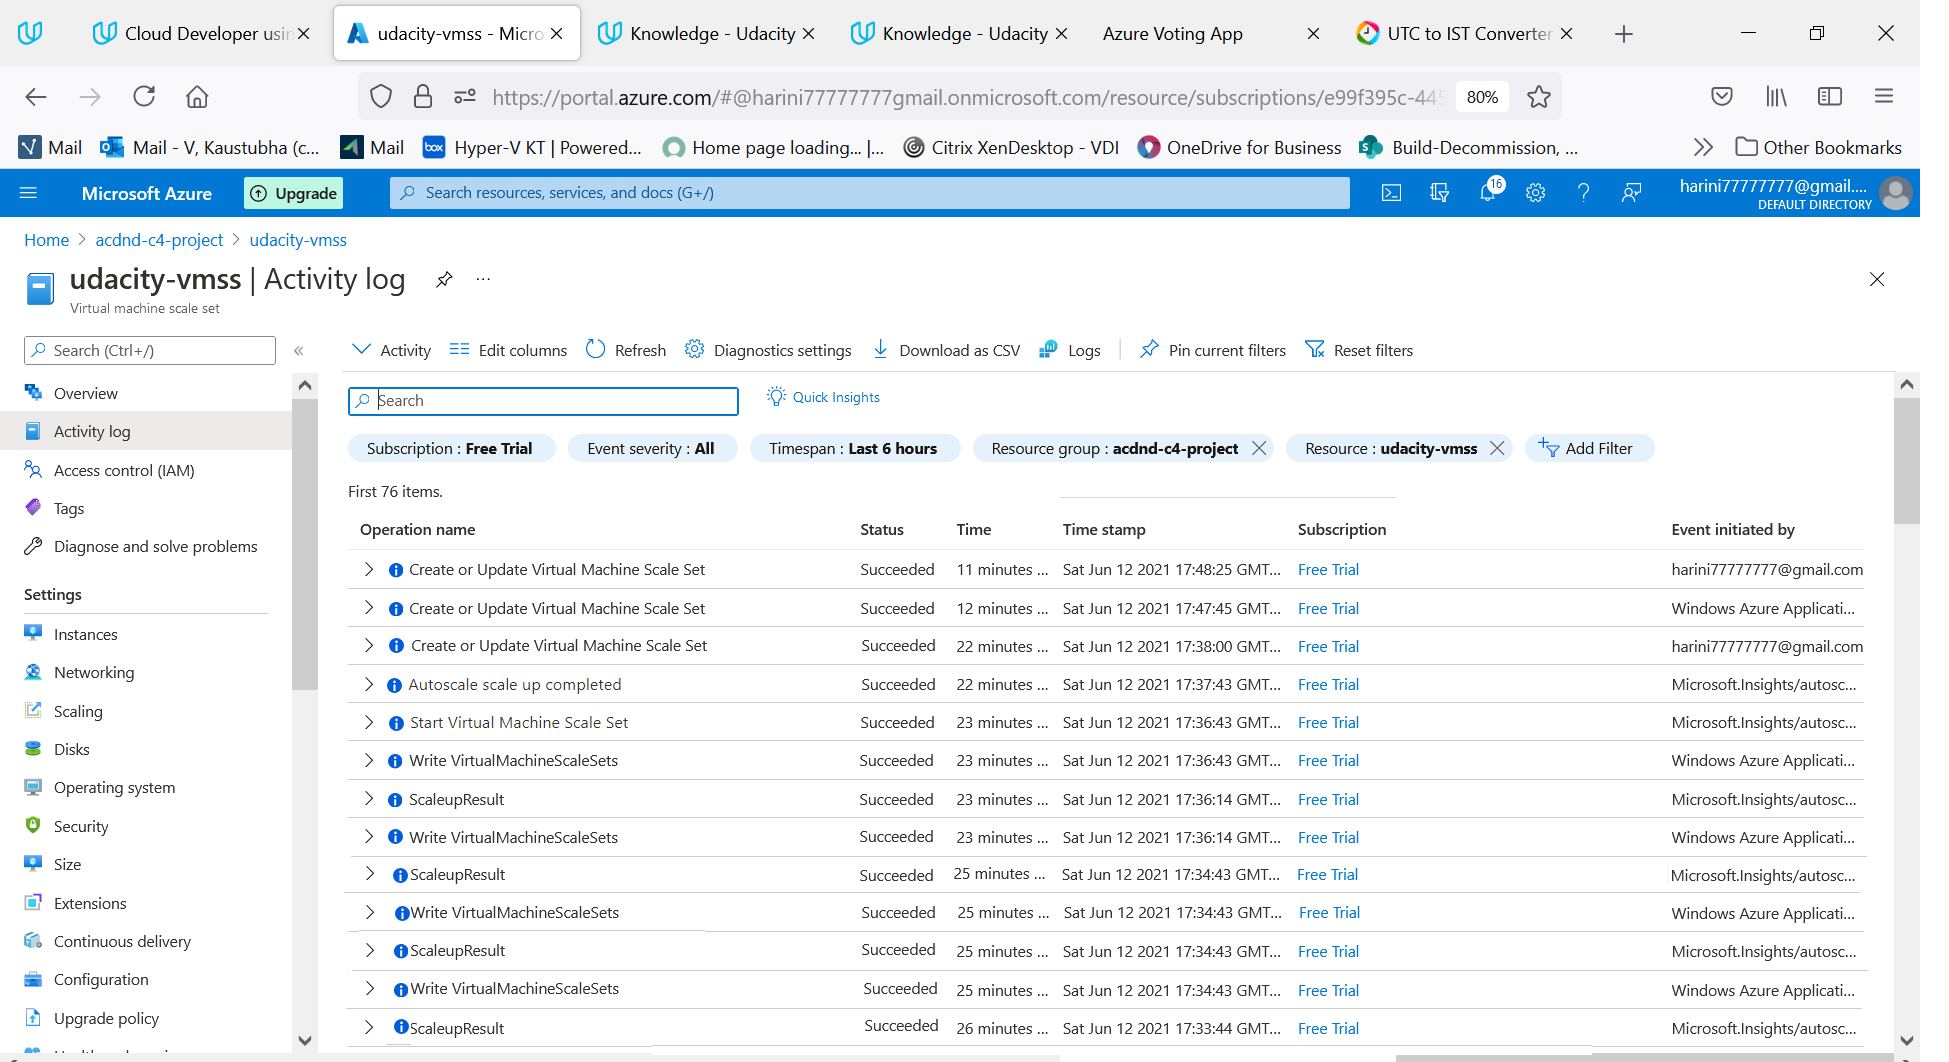 Cloud Developer usin
udacity-vmss - Micro
Knowledge - Udacity
Knowledge - Udacity
Azure Voting App
UTC to IST Converter
https://portal.azure.com/#@harini77777777gmail.onmicrosoft.com/resource/subscriptions/e99f395c-445
80%
Mail
Mail - V, Kaustubha (c...
Mail
box
Hyper-V KT | Powered...
Home page loading... |...
Citrix XenDesktop - VDI
OneDrive for Business
Build-Decommission, ...
Other Bookmarks
Microsoft Azure
Upgrade
Search resources, services, and docs (G+/)
16
harini77777777@gmail....
DEFAULT DIRECTORY
Home > acdnd-c4-project > udacity-vmss
udacity-vmss | Activity log
...
Virtual machine scale set
Search (Ctrl+/)
«
Overview
Activity log
Access control (IAM)
Tags
Diagnose and solve problems
Settings
Instances
Networking
Scaling
Disks
Operating system
Security
Size
Extensions
Continuous delivery
Configuration
Upgrade policy
Activity
Edit columns
Refresh
Diagnostics settings
Download as CSV
Logs
Pin current filters
Reset filters
Search
Quick Insights
Subscription : Free Trial
Event severity : All
Timespan : Last 6 hours
Resource group : acdnd-c4-project
Resource : udacity-vmss
Add Filter
First 76 items.
Operation name Status Time Time stamp Subscription Event initiated by
Create or Update Virtual Machine Scale Set Succeeded 11 minutes ... Sat Jun 12 2021 17:48:25 GMT... Free Trial harini77777777@gmail.com
Create or Update Virtual Machine Scale Set Succeeded 12 minutes ... Sat Jun 12 2021 17:47:45 GMT... Free Trial Windows Azure Applicati...
Create or Update Virtual Machine Scale Set Succeeded 22 minutes ... Sat Jun 12 2021 17:38:00 GMT... Free Trial harini77777777@gmail.com
Autoscale scale up completed Succeeded 22 minutes ... Sat Jun 12 2021 17:37:43 GMT... Free Trial Microsoft.Insights/autosc...
Start Virtual Machine Scale Set Succeeded 23 minutes ... Sat Jun 12 2021 17:36:43 GMT... Free Trial Microsoft.Insights/autosc...
Write VirtualMachineScaleSets Succeeded 23 minutes ... Sat Jun 12 2021 17:36:43 GMT... Free Trial Windows Azure Applicati...
ScaleupResult Succeeded 23 minutes ... Sat Jun 12 2021 17:36:14 GMT... Free Trial Microsoft.Insights/autosc...
Write VirtualMachineScaleSets Succeeded 23 minutes ... Sat Jun 12 2021 17:36:14 GMT... Free Trial Windows Azure Applicati...
ScaleupResult Succeeded 25 minutes ... Sat Jun 12 2021 17:34:43 GMT... Free Trial Microsoft.Insights/autosc...
Write VirtualMachineScaleSets Succeeded 25 minutes ... Sat Jun 12 2021 17:34:43 GMT... Free Trial Windows Azure Applicati...
ScaleupResult Succeeded 25 minutes ... Sat Jun 12 2021 17:34:43 GMT... Free Trial Microsoft.Insights/autosc...
Write VirtualMachineScaleSets Succeeded 25 minutes ... Sat Jun 12 2021 17:34:43 GMT... Free Trial Windows Azure Applicati...
ScaleupResult Succeeded 26 minutes ... Sat Jun 12 2021 17:33:44 GMT... Free Trial Microsoft.Insights/autosc...